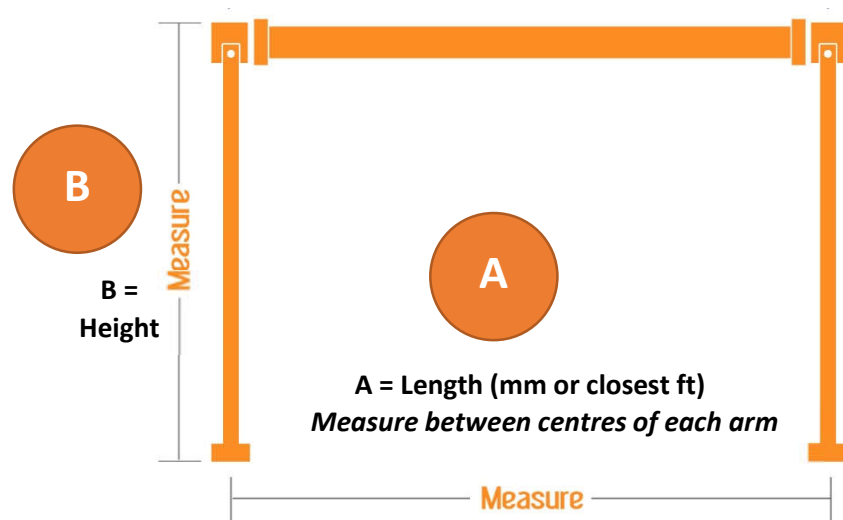 B
Measure
B =
Height
A
A = Length (mm or closest ft)
Measure between centres of each arm
Measure